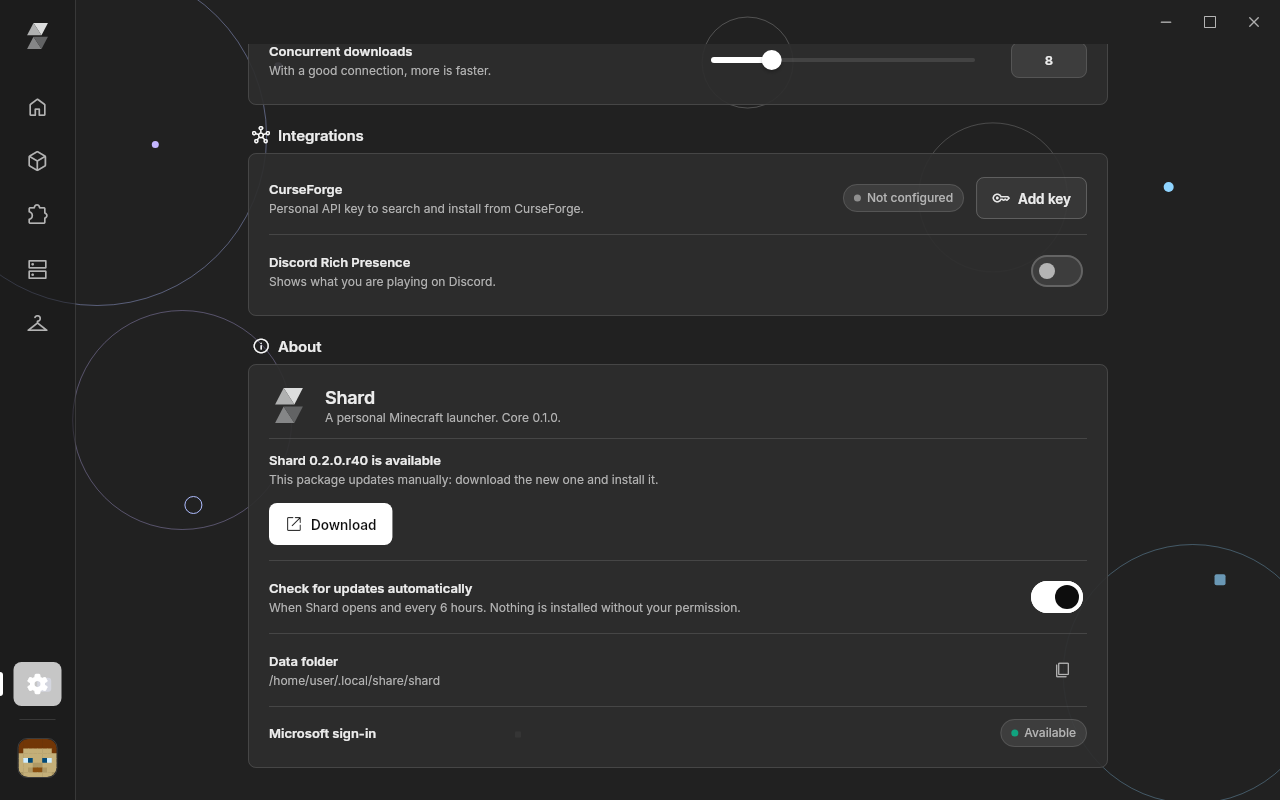 Concurrent downloads
With a good connection, more is faster.
8
Integrations
CurseForge
Personal API key to search and install from CurseForge.
Not configured
Add key
Discord Rich Presence
Shows what you are playing on Discord.
About
Shard
A personal Minecraft launcher. Core 0.1.0.
Shard 0.2.0.r40 is available
This package updates manually: download the new one and install it.
Download
Check for updates automatically
When Shard opens and every 6 hours. Nothing is installed without your permission.
Data folder
/home/user/.local/share/shard
Microsoft sign-in
Available